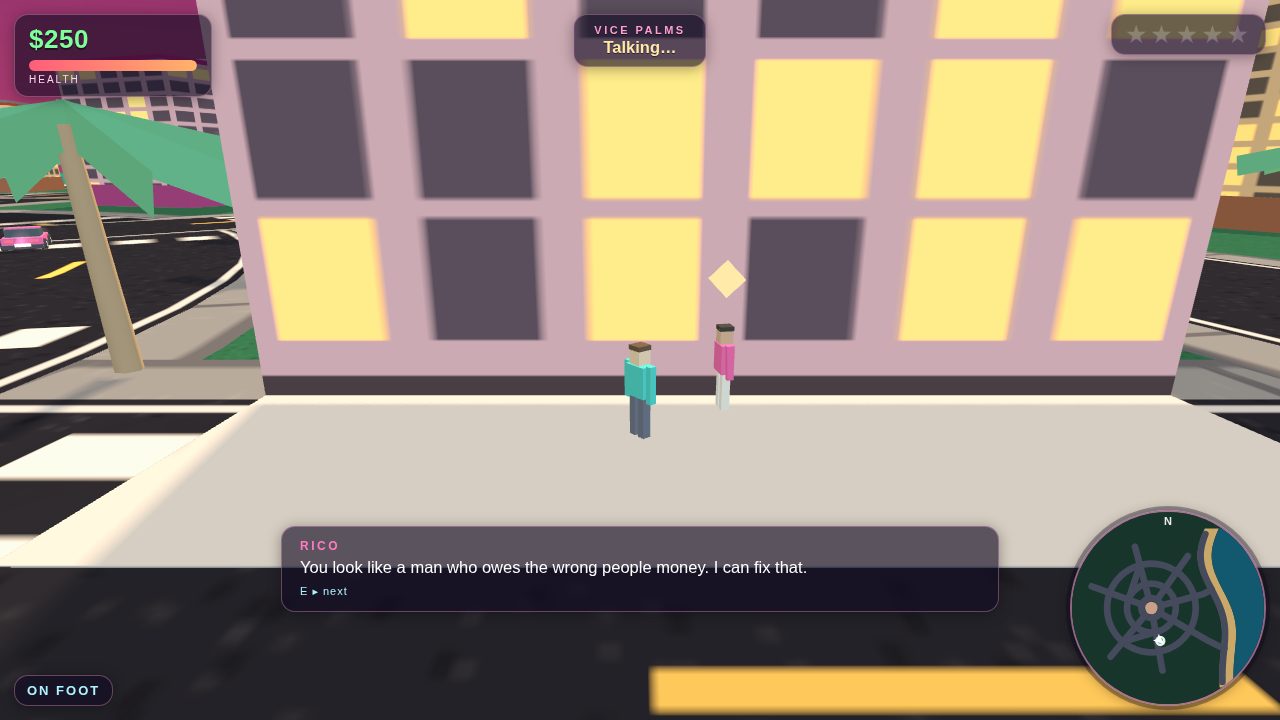 $250
HEALTH
VICE PALMS
Talking…
N
RICO
You look like a man who owes the wrong people money. I can fix that.
E ▸ next
ON FOOT